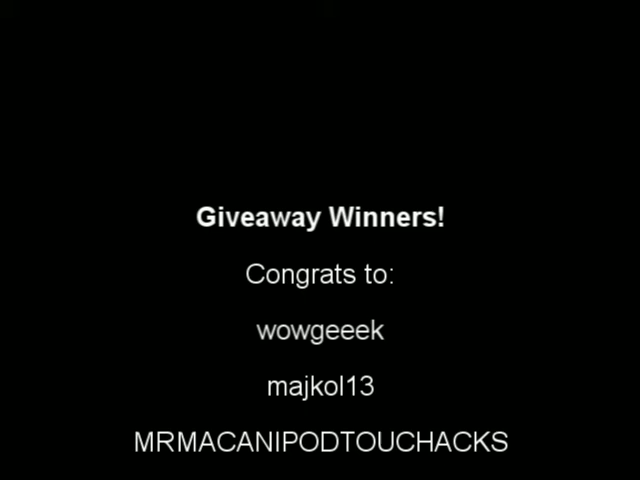 Giveaway Winners!
Congrats to:
wowgeeek
majkol13
MRMACANIPODTOUCHACKS